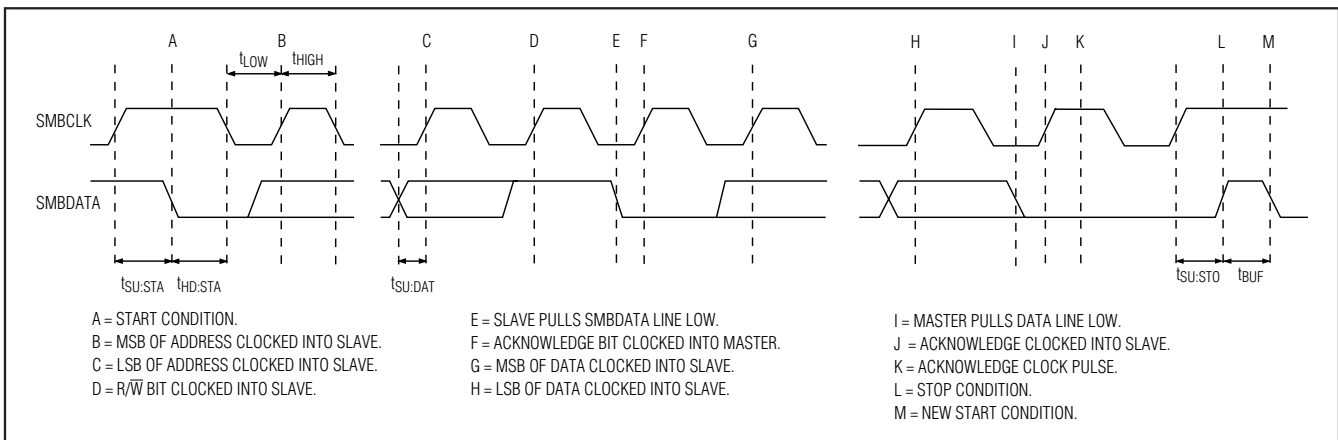 A B C D E F G H I J K L M
tLOW tHIGH
SMBCLK
SMBDATA
tSU:STA tHD:STA tSU:DAT tSU:STO tBUF
A = START CONDITION.
B = MSB OF ADDRESS CLOCKED INTO SLAVE.
C = LSB OF ADDRESS CLOCKED INTO SLAVE.
D = R/W̅ BIT CLOCKED INTO SLAVE.
E = SLAVE PULLS SMBDATA LINE LOW.
F = ACKNOWLEDGE BIT CLOCKED INTO MASTER.
G = MSB OF DATA CLOCKED INTO SLAVE.
H = LSB OF DATA CLOCKED INTO SLAVE.
I = MASTER PULLS DATA LINE LOW.
J = ACKNOWLEDGE CLOCKED INTO SLAVE.
K = ACKNOWLEDGE CLOCK PULSE.
L = STOP CONDITION.
M = NEW START CONDITION.